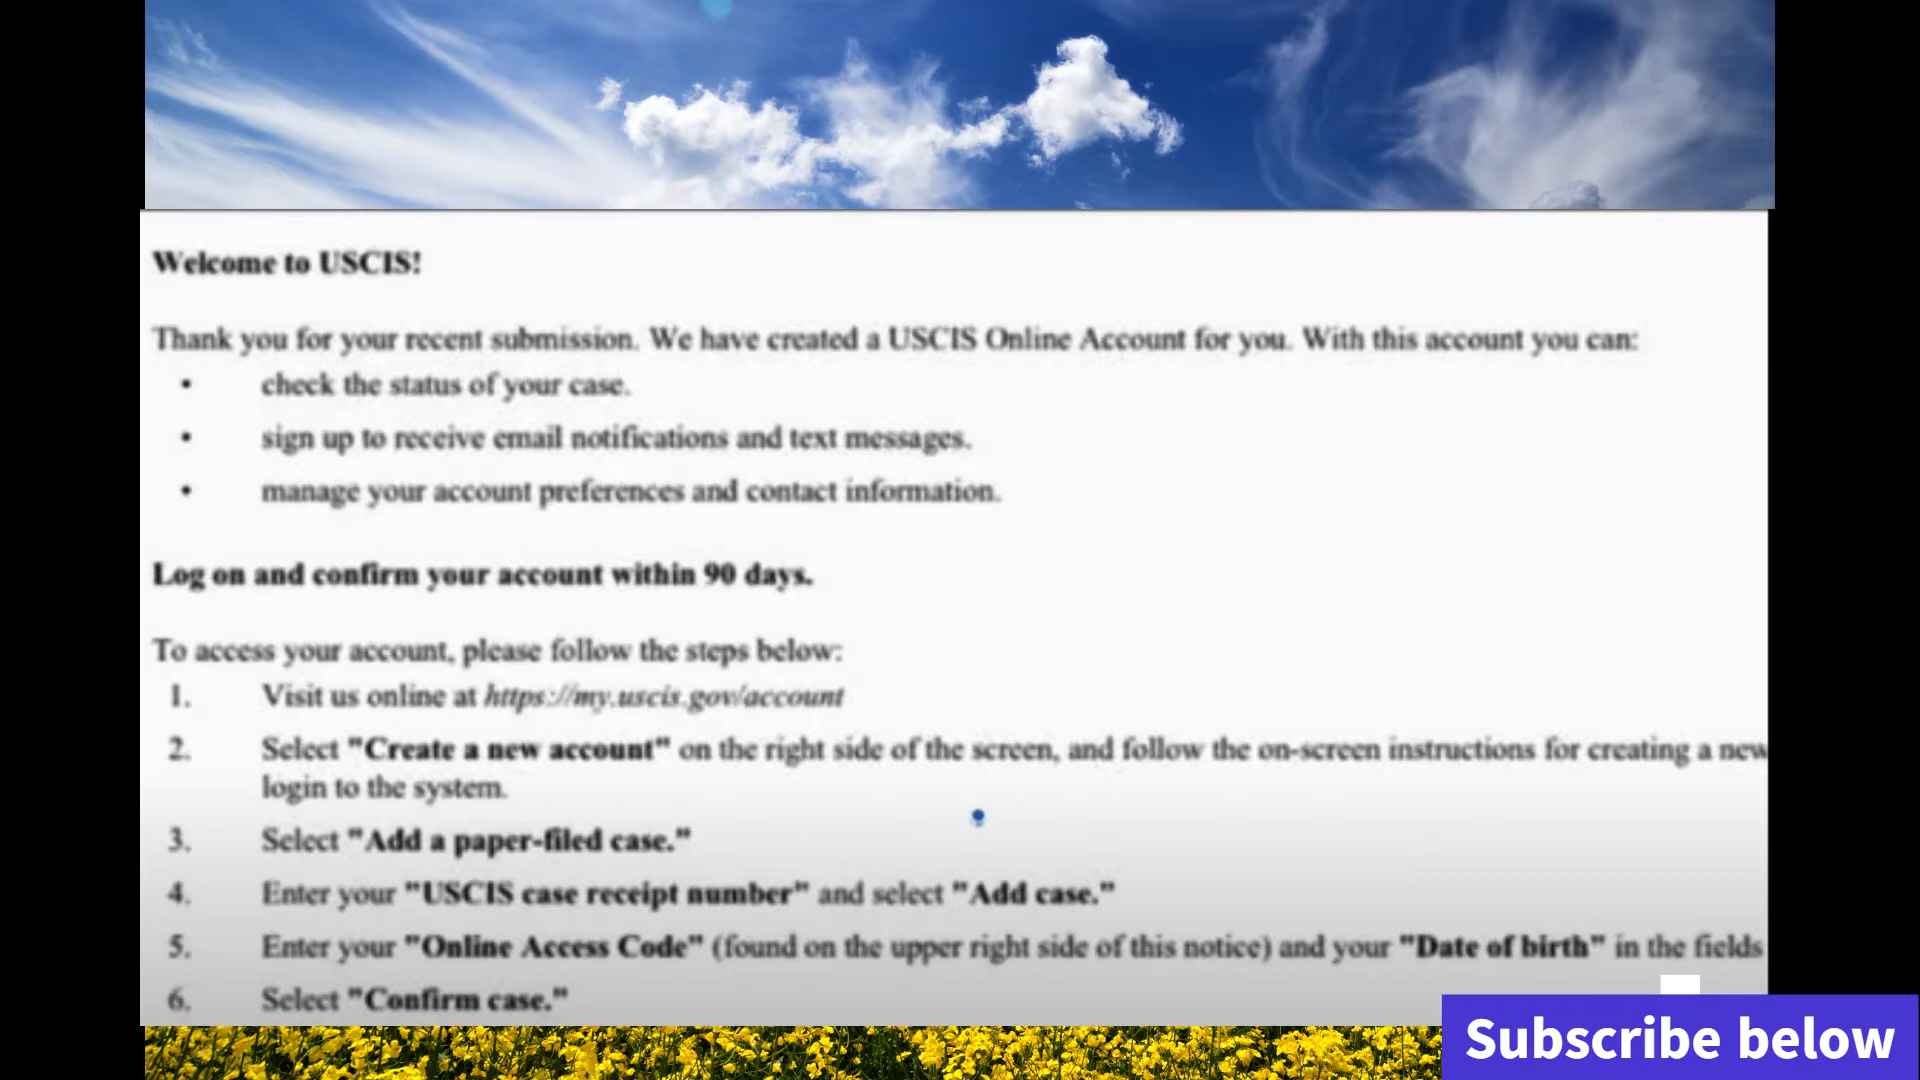 Welcome to USCIS!
Thank you for your recent submission. We have created a USCIS Online Account for you. With this account you can:
• check the status of your case.
• sign up to receive email notifications and text messages.
• manage your account preferences and contact information.
Log on and confirm your account within 90 days.
To access your account, please follow the steps below:
1. Visit us online at https://my.uscis.gov/account
2. Select "Create a new account" on the right side of the screen, and follow the on-screen instructions for creating a new
login to the system.
3. Select "Add a paper-filed case."
4. Enter your "USCIS case receipt number" and select "Add case."
5. Enter your "Online Access Code" (found on the upper right side of this notice) and your "Date of birth" in the fields
6. Select "Confirm case."
Subscribe below